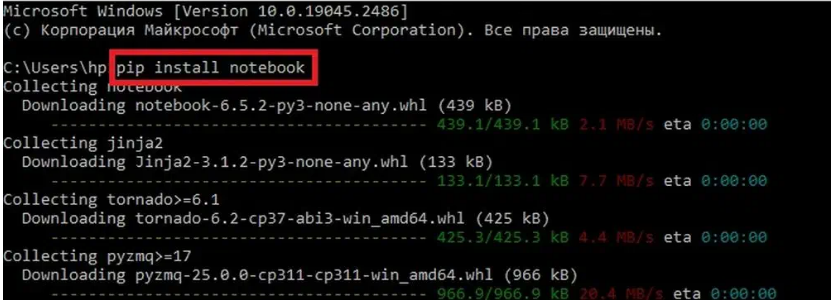 Microsoft Windows [Version 10.0.19045.2486]
(c) Корпорация Майкрософт (Microsoft Corporation). Все права защищены.
C:\Users\hp pip install notebook
Collecting notebook
Downloading notebook-6.5.2-py3-none-any.whl (439 kB)
---------------------------------------- 439.1/439.1 kB 2.1 MB/s eta 0:00:00
Collecting jinja2
Downloading Jinja2-3.1.2-py3-none-any.whl (133 kB)
---------------------------------------- 133.1/133.1 kB 7.7 MB/s eta 0:00:00
Collecting tornado>=6.1
Downloading tornado-6.2-cp37-abi3-win_amd64.whl (425 kB)
---------------------------------------- 425.3/425.3 kB 4.4 MB/s eta 0:00:00
Collecting pyzmq>=17
Downloading pyzmq-25.0.0-cp311-cp311-win_amd64.whl (966 kB)
---------------------------------------- 966.9/966.9 kB 20.4 MB/s eta 0:00:00